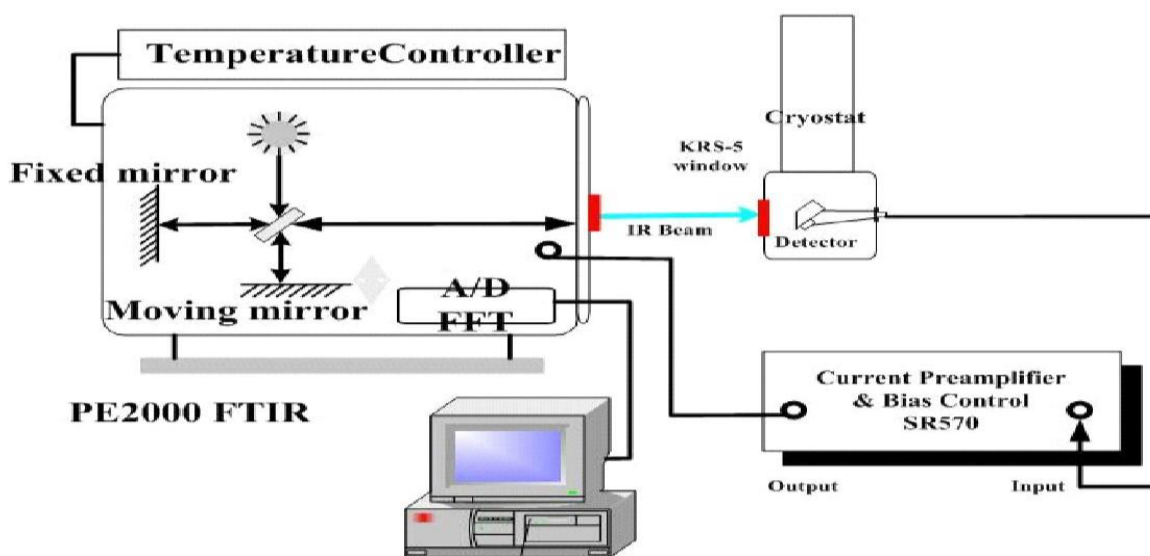 TemperatureController
Fixed mirror
Moving mirror
A/D
FFT
PE2000 FTIR
KRS-5
window
IR Beam
Cryostat
Detector
Current Preamplifier
& Bias Control
SR570
Output
Input